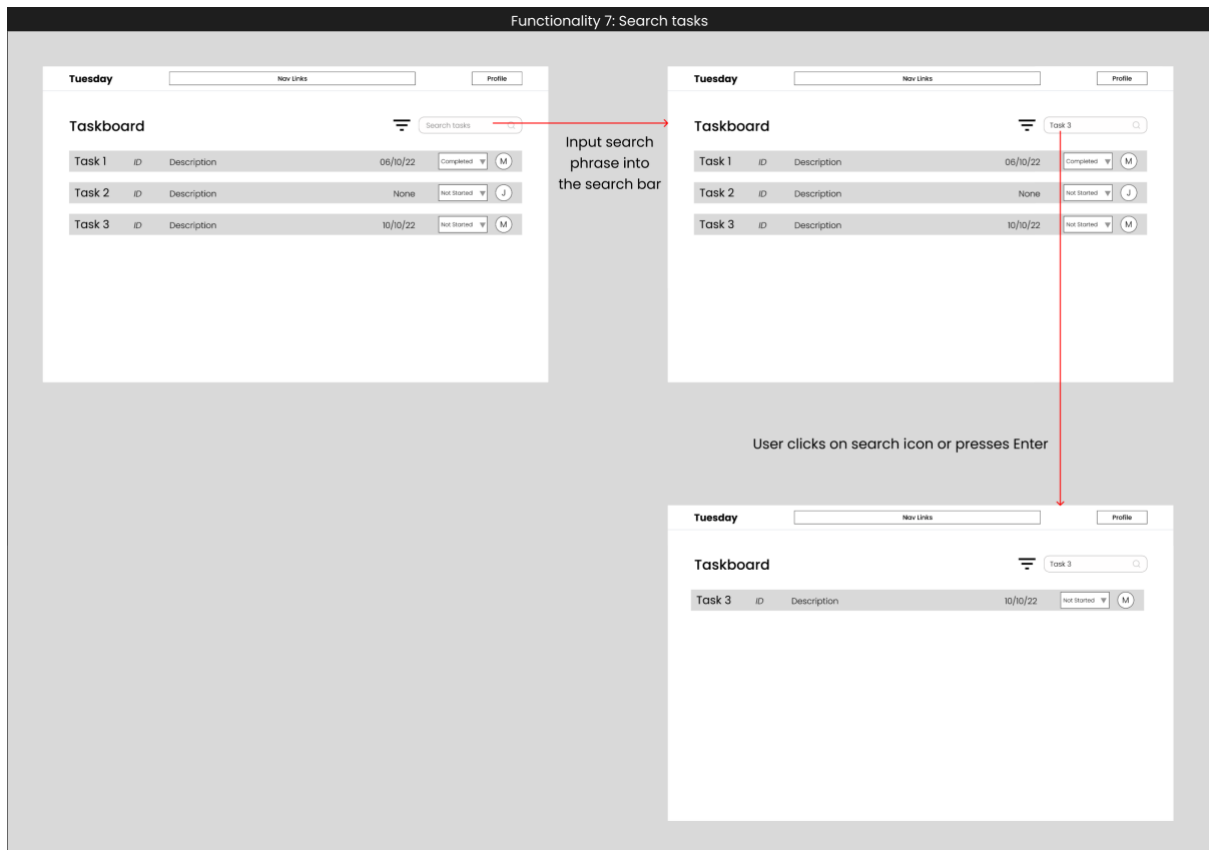 Functionality 7: Search tasks
Tuesday Nav Links Profile
Taskboard Search tasks
Task 1 ID Description 06/10/22 Completed M
Task 2 ID Description None Not Started J
Task 3 ID Description 10/10/22 Not Started M
Input search
phrase into
the search bar
Tuesday Nav Links Profile
Taskboard Task 3
Task 1 ID Description 06/10/22 Completed M
Task 2 ID Description None Not Started J
Task 3 ID Description 10/10/22 Not Started M
User clicks on search icon or presses Enter
Tuesday Nav Links Profile
Taskboard Task 3
Task 3 ID Description 10/10/22 Not Started M